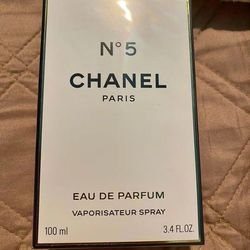 N°5
CHANEL
PARIS
EAU DE PARFUM
VAPORISATEUR SPRAY
100 ml 3.4 FL.OZ.